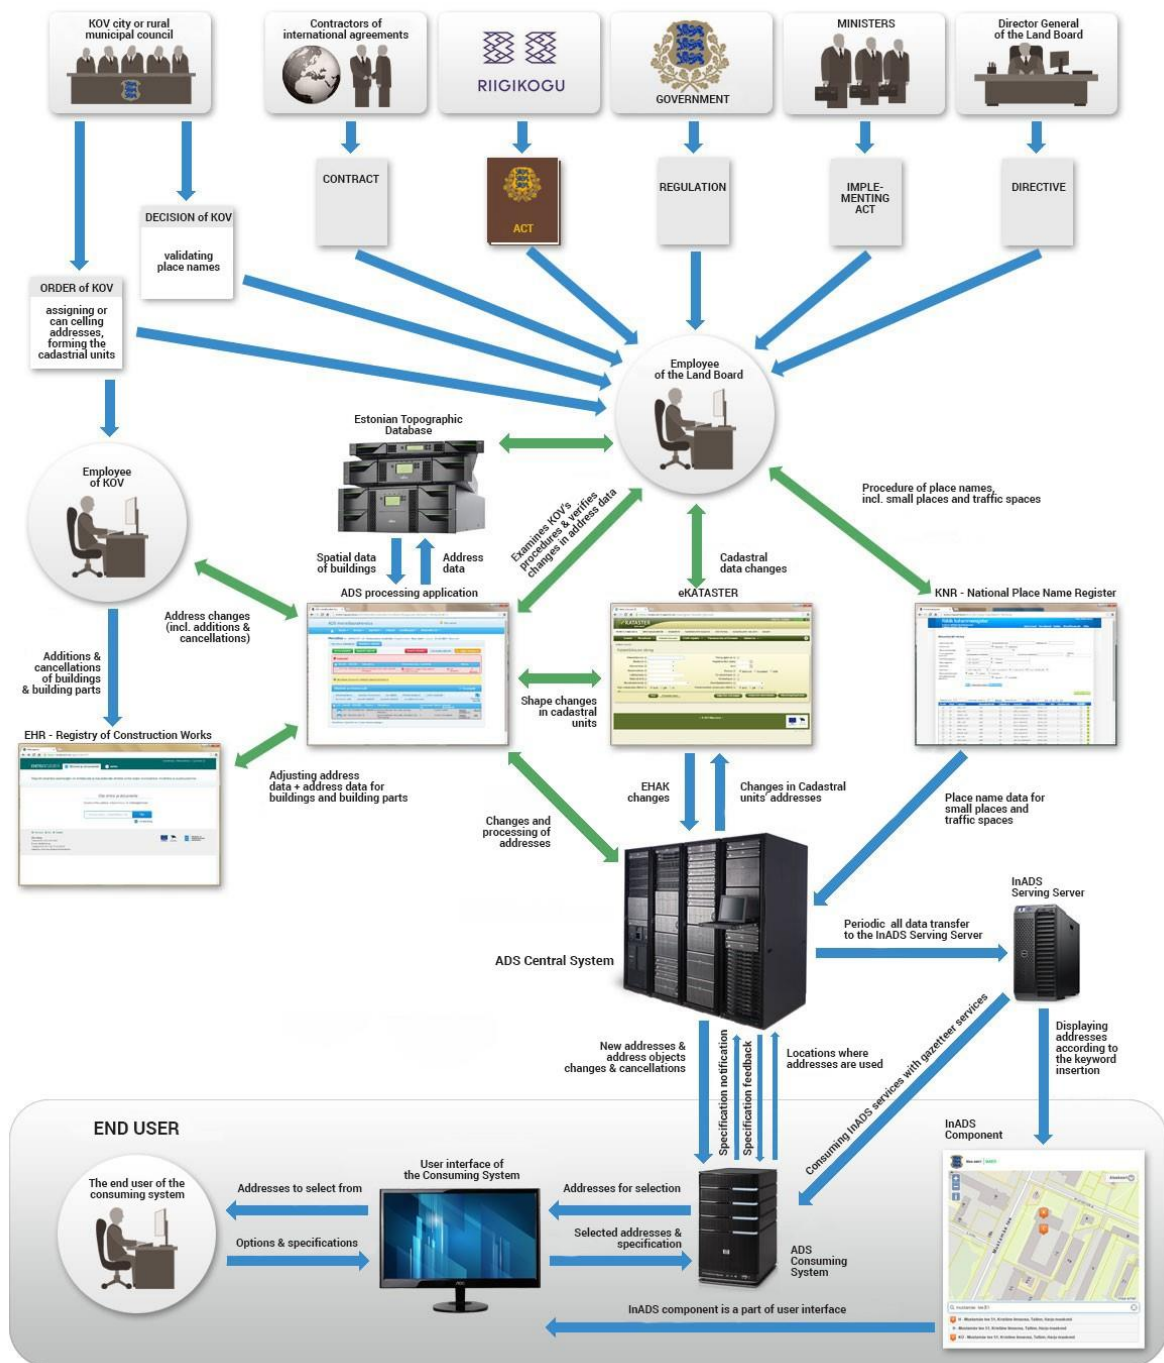 KOV city or rural
municipal council
Contractors of
international agreements
RIIGIKOGU
GOVERNMENT
MINISTERS
Director General
of the Land Board
CONTRACT
ACT
REGULATION
IMPLE-
MENTING
ACT
DIRECTIVE
DECISION of KOV
validating
place names
ORDER of KOV
assigning or
can celling
addresses,
forming the
cadastrial units
Employee
of the Land Board
Estonian Topographic
Database
Employee
of KOV
Procedure of place names,
incl. small places and traffic spaces
Examines KOV's
procedures & verifies
changes in address data
Spatial data
of buildings
Address
data
Cadastral
data changes
ADS processing application
eKATASTER
KNR - National Place Name Register
Address changes
(incl. additions &
cancellations)
Additions &
cancellations
of buildings
& building parts
Shape changes
in cadastral
units
EHR - Registry of Construction Works
Adjusting address
data + address data for
buildings and building parts
EHAK
changes
Changes in Cadastral
units' addresses
Place name data for
small places and
traffic spaces
Changes and
processing of
addresses
InADS
Serving Server
Periodic all data transfer
to the InADS Serving Server
ADS Central System
New addresses &
address objects
changes & cancellations
Specification notification
Specification feedback
Locations where
addresses are used
Consuming InADS services with gazetteer services
Displaying
addresses
according to
the keyword
insertion
END USER
InADS
Component
The end user of the
consuming system
Addresses to select from
User interface of
the Consuming System
Addresses for selection
Options & specifications
Selected addresses &
specification
ADS
Consuming
System
InADS component is a part of user interface